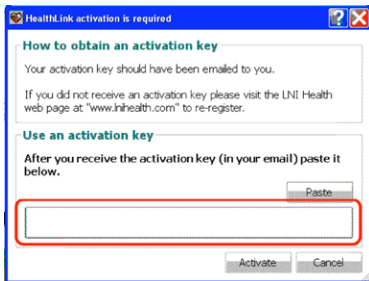 HealthLink activation is required
How to obtain an activation key
Your activation key should have been emailed to you.
If you did not receive an activation key please visit the LNI Health
web page at "www.lnihealth.com" to re-register.
Use an activation key
After you receive the activation key (in your email) paste it
below.
Paste
Activate Cancel